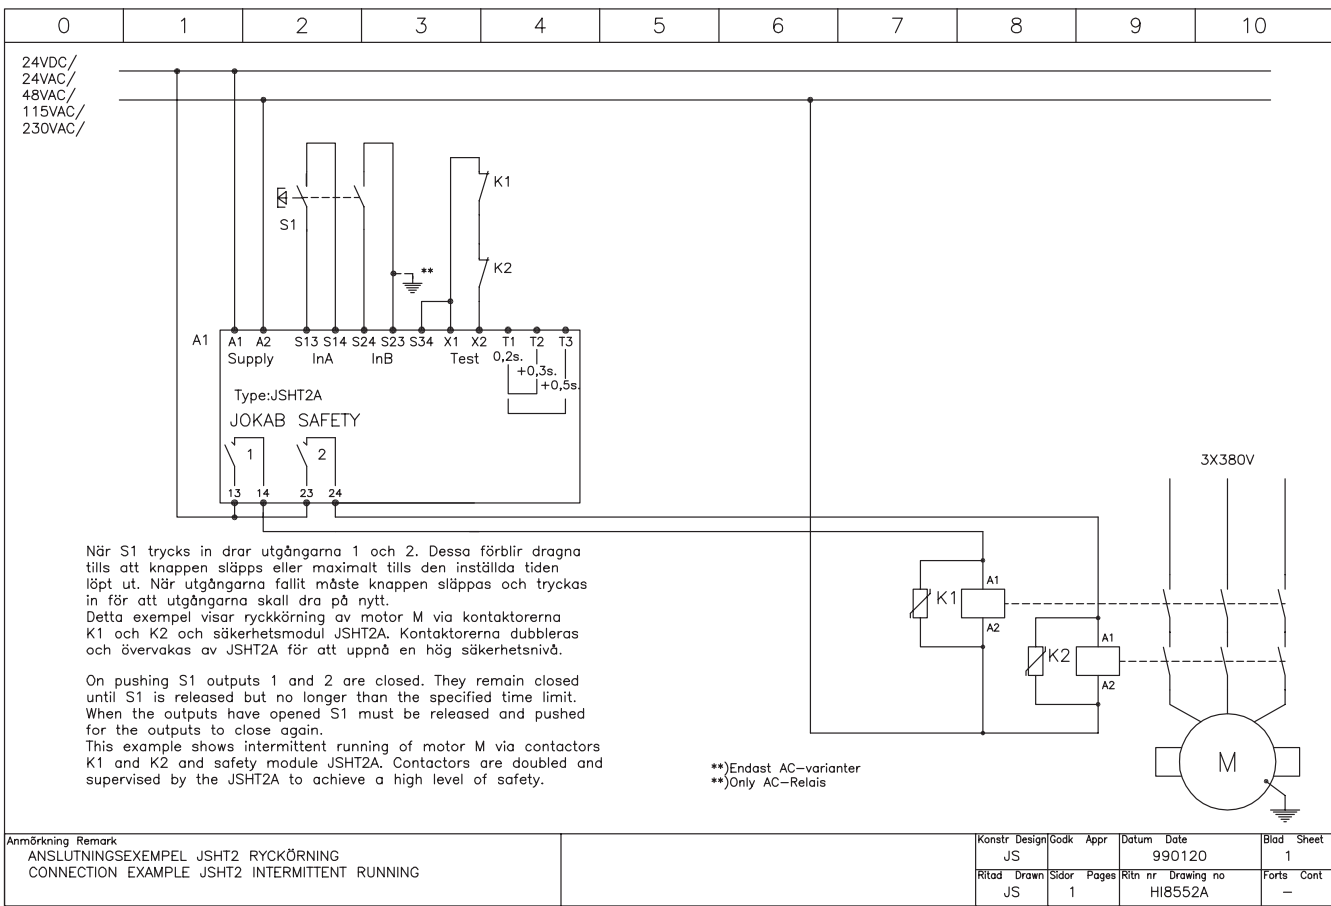 0 1 2 3 4 5 6 7 8 9 10
24VDC/
24VAC/
48VAC/
115VAC/
230VAC/
K1
S1
K2
**
A1
A1 A2 S13 S14 S24 S23 S34 X1 X2 T1 T2 T3
Supply InA InB Test 0,2s.
+0,3s.
+0,5s.
Type:JSHT2A
JOKAB SAFETY
1 2
13 14 23 24
3X380V
När S1 trycks in drar utgångarna 1 och 2. Dessa förblir dragna
tills att knappen släpps eller maximalt tills den inställda tiden
löpt ut. När utgångarna fallit måste knappen släppas och tryckas
in för att utgångarna skall dra på nytt.
Detta exempel visar ryckkörning av motor M via kontaktorerna
K1 och K2 och säkerhetsmodul JSHT2A. Kontaktorerna dubbleras
och övervakas av JSHT2A för att uppnå en hög säkerhetsnivå.
On pushing S1 outputs 1 and 2 are closed. They remain closed
until S1 is released but no longer than the specified time limit.
When the outputs have opened S1 must be released and pushed
for the outputs to close again.
This example shows intermittent running of motor M via contactors
K1 and K2 and safety module JSHT2A. Contactors are doubled and
supervised by the JSHT2A to achieve a high level of safety.
A1
K1
A2
A1
K2
A2
M
**)Endast AC-varianter
**)Only AC-Relais
Anmörkning Remark
ANSLUTNINGSEXEMPEL JSHT2 RYCKÖRNING
CONNECTION EXAMPLE JSHT2 INTERMITTENT RUNNING
Konstr Design Godk Appr Datum Date Blad Sheet
JS 990120 1
Ritad Drawn Sidor Pages Ritn nr Drawing no Forts Cont
JS 1 HI8552A -